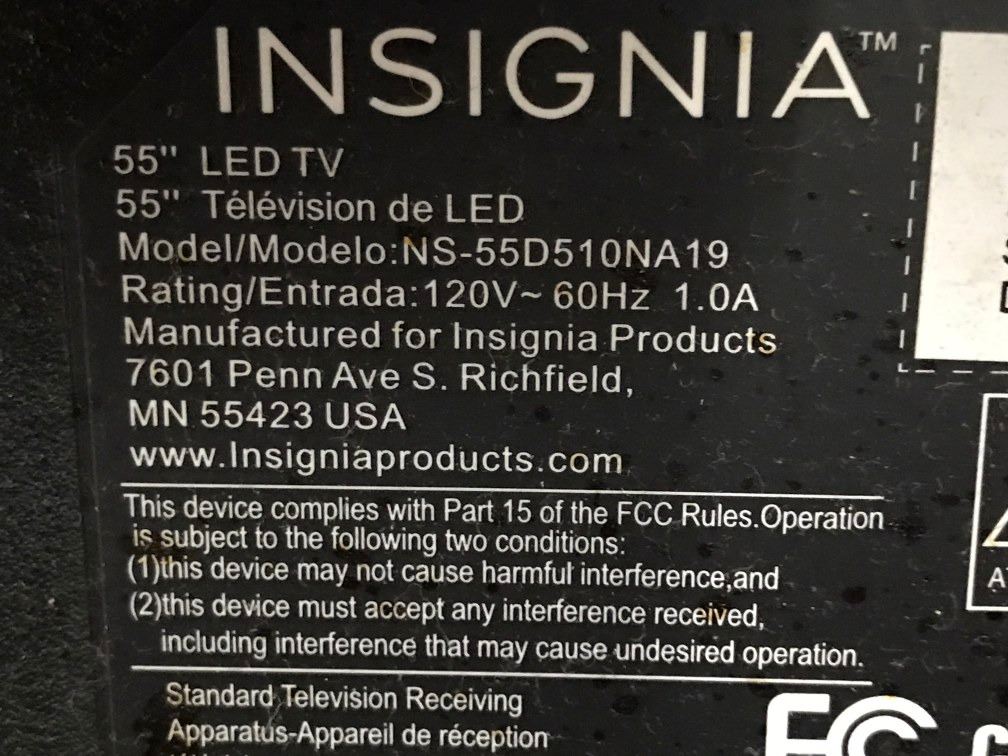 INSIGNIA™
55" LED TV
55" Télévision de LED
Model/Modelo:NS-55D510NA19
Rating/Entrada:120V~ 60Hz 1.0A
Manufactured for Insignia Products
7601 Penn Ave S. Richfield,
MN 55423 USA
www.Insigniaproducts.com
This device complies with Part 15 of the FCC Rules.Operation
is subject to the following two conditions:
(1)this device may not cause harmful interference,and
(2)this device must accept any interference received,
including interference that may cause undesired operation.
Standard Television Receiving
Apparatus-Appareil de réception
FC